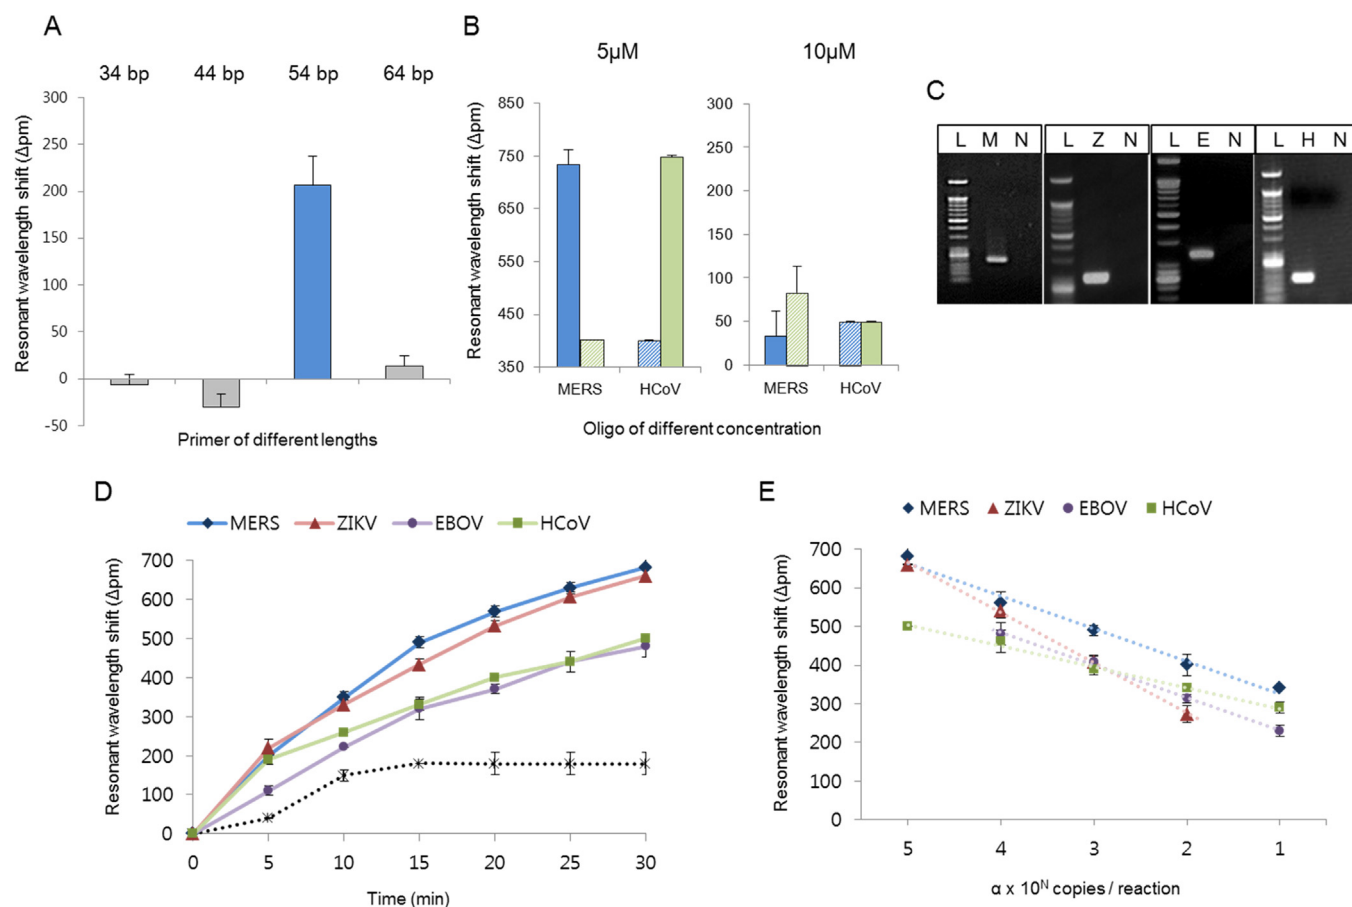 A
34 bp 44 bp 54 bp 64 bp
Resonant wavelength shift (Δpm)
300
250
200
150
100
50
0
-50
Primer of different lengths
B
5µM
10µM
Resonant wavelength shift (Δpm)
850
750
650
550
450
350
MERS HCoV
300
250
200
150
100
50
0
MERS HCoV
Oligo of different concentration
C
L M N
L Z N
L E N
L H N
D
MERS ZIKV EBOV HCoV
Resonant wavelength shift (Δpm)
700
600
500
400
300
200
100
0
0 5 10 15 20 25 30
Time (min)
E
MERS ZIKV EBOV HCoV
Resonant wavelength shift (Δpm)
700
600
500
400
300
200
100
0
5 4 3 2 1
α x 10ᴺ copies / reaction